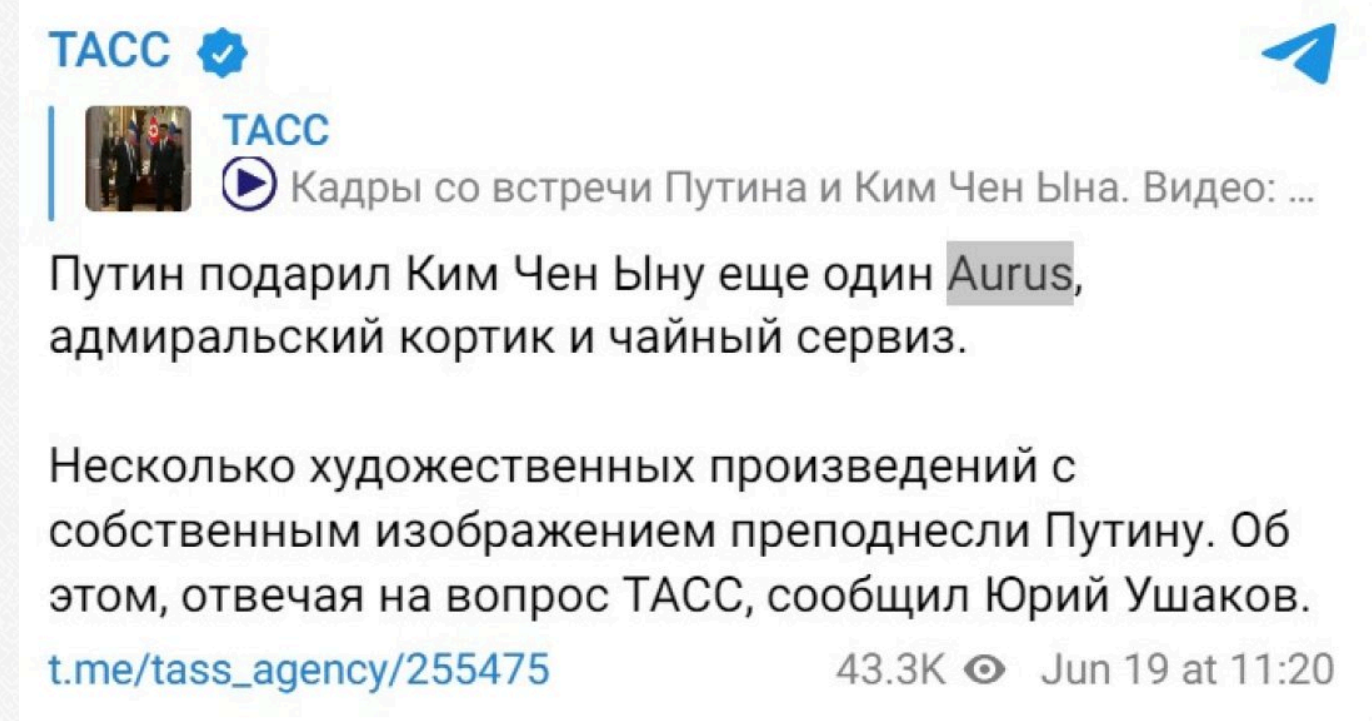 ТАСС
ТАСС
Кадры со встречи Путина и Ким Чен Ына. Видео: ...
Путин подарил Ким Чен Ыну еще один Aurus,
адмиральский кортик и чайный сервиз.
Несколько художественных произведений с
собственным изображением преподнесли Путину. Об
этом, отвечая на вопрос ТАСС, сообщил Юрий Ушаков.
t.me/tass_agency/255475 43.3K Jun 19 at 11:20